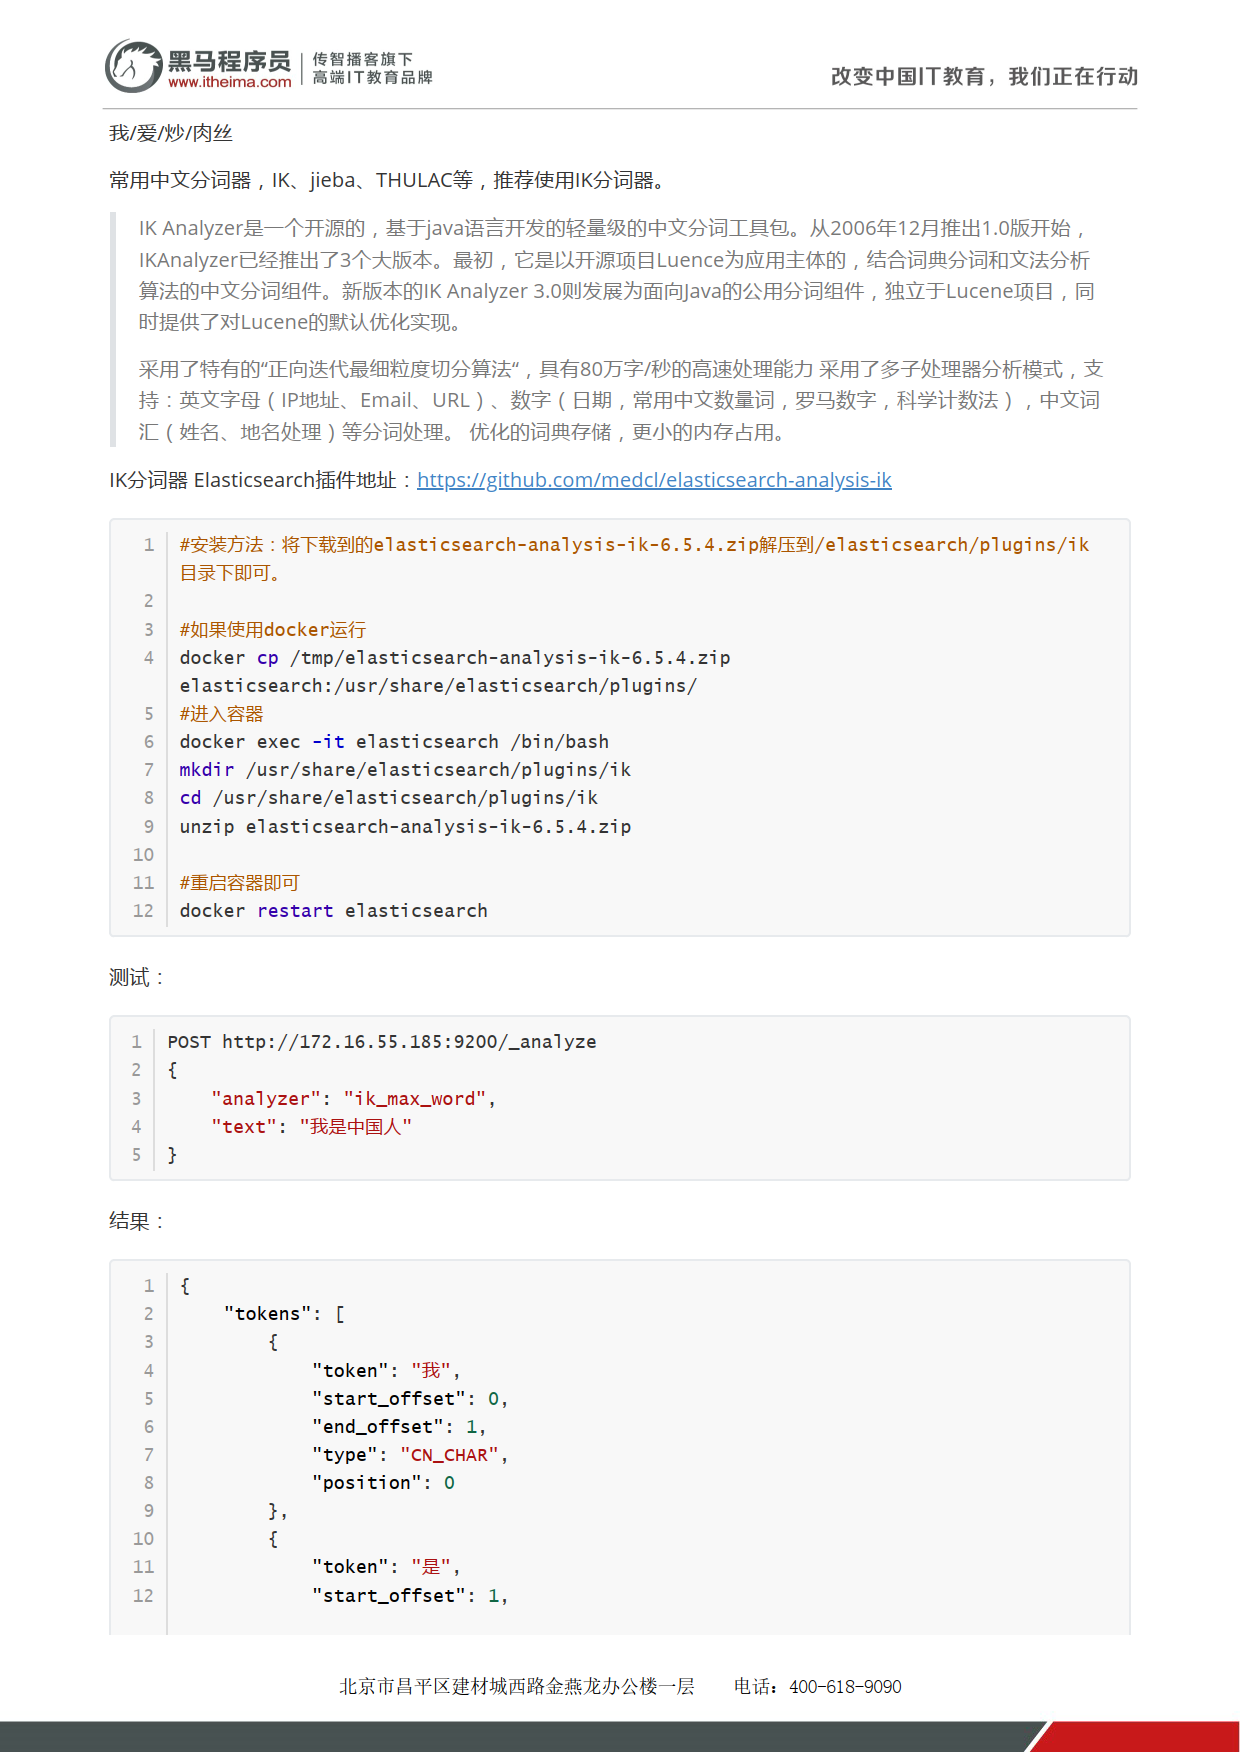 黑马程序员
www.itheima.com
传智播客旗下
高端IT教育品牌
改变中国IT教育，我们正在行动
我/爱/炒/肉丝
常用中文分词器，IK、jieba、THULAC等，推荐使用IK分词器。
IK Analyzer是一个开源的，基于java语言开发的轻量级的中文分词工具包。从2006年12月推出1.0版开始，
IKAnalyzer已经推出了3个大版本。最初，它是以开源项目Luence为应用主体的，结合词典分词和文法分析
算法的中文分词组件。新版本的IK Analyzer 3.0则发展为面向Java的公用分词组件，独立于Lucene项目，同
时提供了对Lucene的默认优化实现。
采用了特有的“正向迭代最细粒度切分算法“，具有80万字/秒的高速处理能力 采用了多子处理器分析模式，支
持：英文字母（IP地址、Email、URL）、数字（日期，常用中文数量词，罗马数字，科学计数法），中文词
汇（姓名、地名处理）等分词处理。 优化的词典存储，更小的内存占用。
IK分词器 Elasticsearch插件地址：https://github.com/medcl/elasticsearch-analysis-ik
1 #安装方法：将下载到的elasticsearch-analysis-ik-6.5.4.zip解压到/elasticsearch/plugins/ik
目录下即可。
2
3 #如果使用docker运行
4 docker cp /tmp/elasticsearch-analysis-ik-6.5.4.zip
elasticsearch:/usr/share/elasticsearch/plugins/
5 #进入容器
6 docker exec -it elasticsearch /bin/bash
7 mkdir /usr/share/elasticsearch/plugins/ik
8 cd /usr/share/elasticsearch/plugins/ik
9 unzip elasticsearch-analysis-ik-6.5.4.zip
10
11 #重启容器即可
12 docker restart elasticsearch
测试：
1 POST http://172.16.55.185:9200/_analyze
2 {
3     "analyzer": "ik_max_word",
4     "text": "我是中国人"
5 }
结果：
1 {
2     "tokens": [
3         {
4             "token": "我",
5             "start_offset": 0,
6             "end_offset": 1,
7             "type": "CN_CHAR",
8             "position": 0
9         },
10         {
11             "token": "是",
12             "start_offset": 1,
北京市昌平区建材城西路金燕龙办公楼一层 电话：400-618-9090